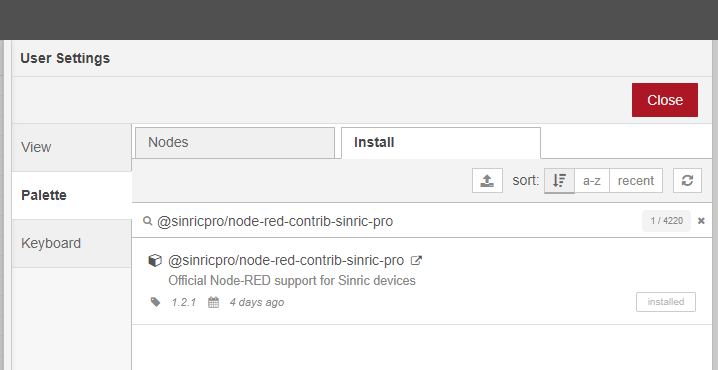 User Settings
Close
View
Palette
Keyboard
Nodes
Install
sort:
a-z
recent
@sinricpro/node-red-contrib-sinric-pro
1 / 4220
@sinricpro/node-red-contrib-sinric-pro
Official Node-RED support for Sinric devices
1.2.1
4 days ago
installed